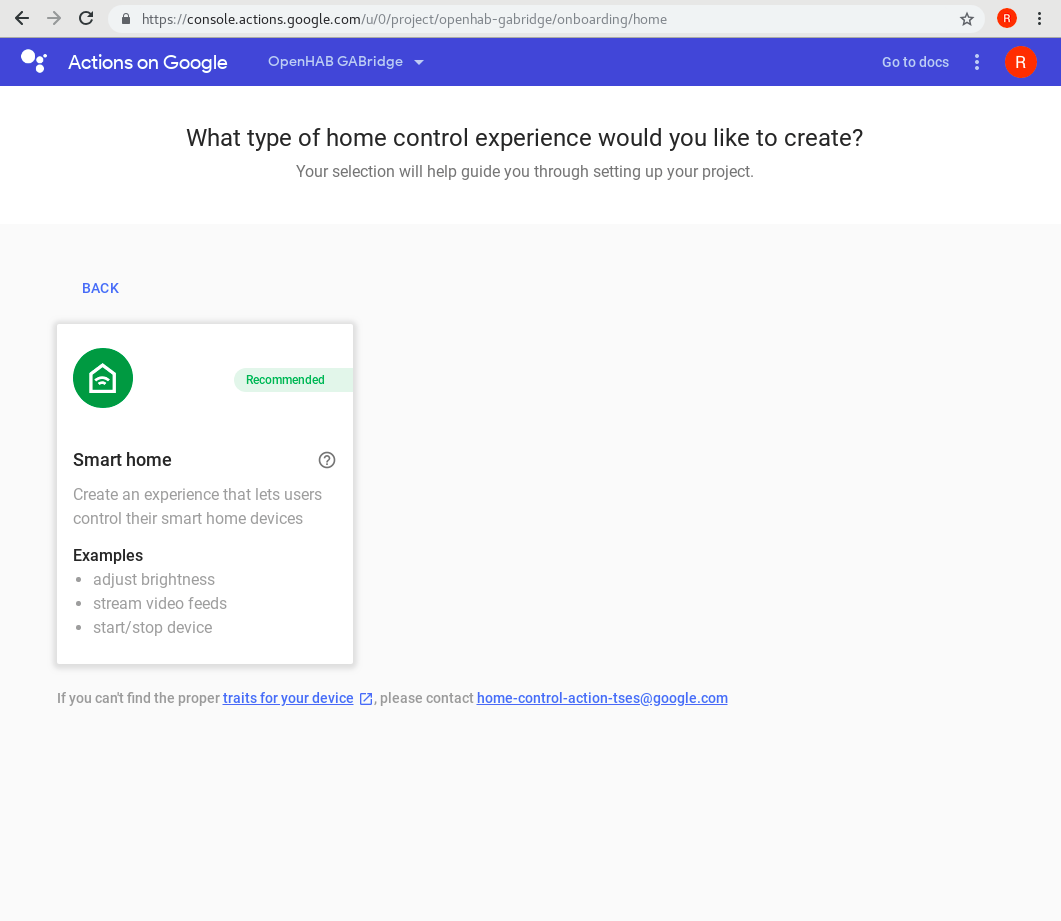 https://console.actions.google.com/u/0/project/openhab-gabridge/onboarding/home
R
Actions on Google
OpenHAB GABridge
Go to docs
R
What type of home control experience would you like to create?
Your selection will help guide you through setting up your project.
BACK
Recommended
Smart home
Create an experience that lets users
control their smart home devices
Examples
• adjust brightness
• stream video feeds
• start/stop device
If you can't find the proper traits for your device , please contact home-control-action-tses@google.com